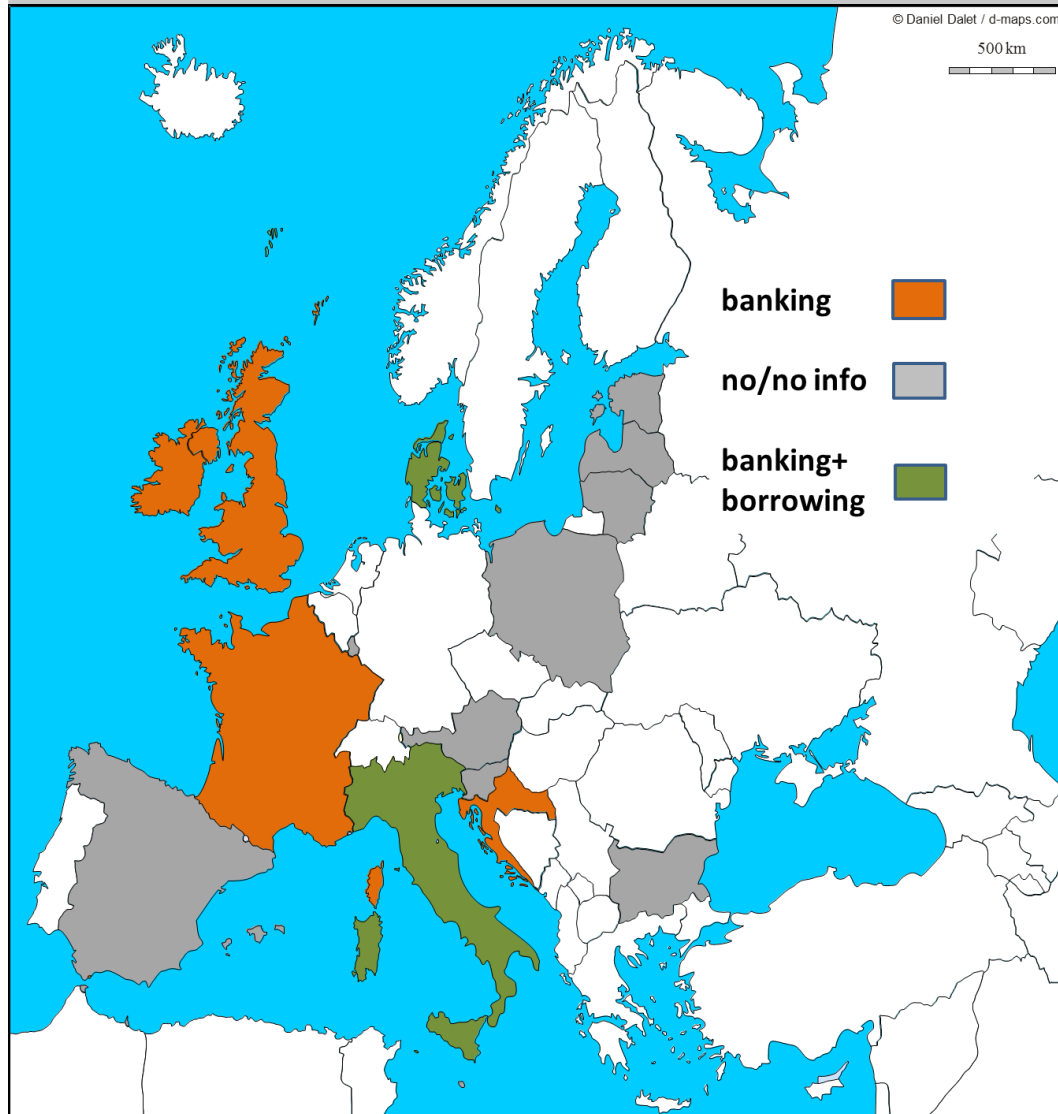 © Daniel Dalet / d-maps.com
500 km
banking
no/no info
banking+
borrowing